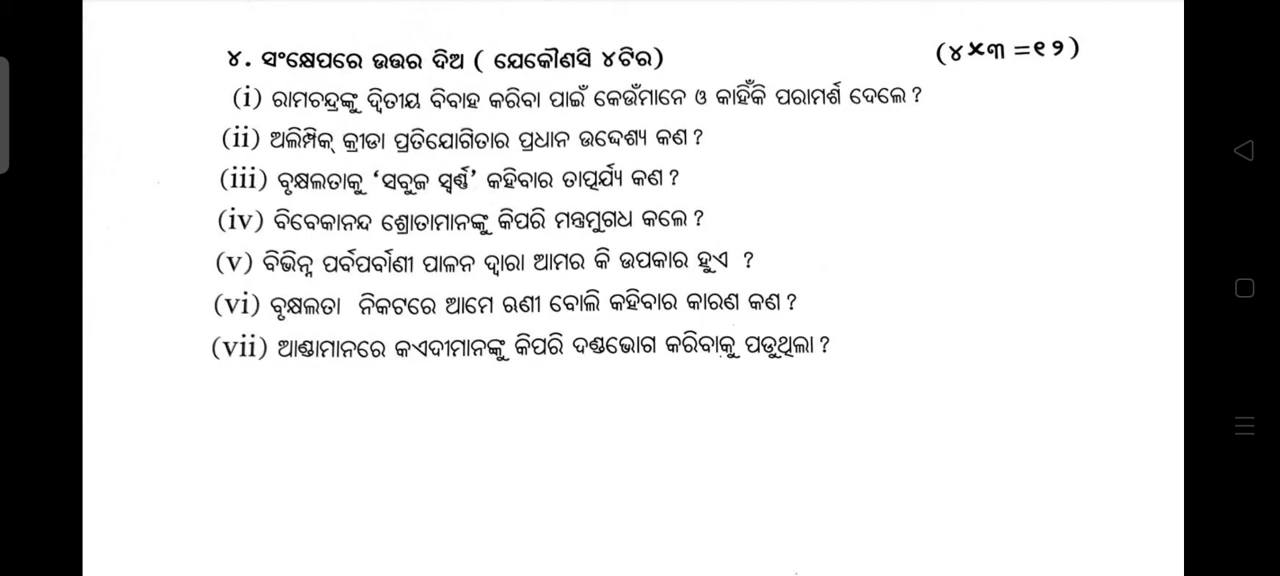 ୪. ସଂକ୍ଷେପରେ ଉତ୍ତର ଦିଅ ( ଯେକୌଣସି ୪ଟିର) (୪×୩ =୧୨)
(i) ରାମଚନ୍ଦ୍ରଙ୍କୁ ଦ୍ୱିତୀୟ ବିବାହ କରିବା ପାଇଁ କେଉଁମାନେ ଓ କାହିଁକି ପରାମର୍ଶ ଦେଲେ ?
(ii) ଅଲିମ୍ପିକ୍ କ୍ରୀଡା ପ୍ରତିଯୋଗିତାର ପ୍ରଧାନ ଉଦ୍ଦେଶ୍ୟ କଣ ?
(iii) ବୃକ୍ଷଲତାକୁ ‘ସବୁଜ ସ୍ୱର୍ଣ୍ଣ’ କହିବାର ତାତ୍ପର୍ଯ୍ୟ କଣ ?
(iv) ବିବେକାନନ୍ଦ ଶ୍ରୋତାମାନଙ୍କୁ କିପରି ମନ୍ତ୍ରମୁଗଧ କଲେ ?
(v) ବିଭିନ୍ନ ପର୍ବପର୍ବାଣୀ ପାଳନ ଦ୍ୱାରା ଆମର କି ଉପକାର ହୁଏ ?
(vi) ବୃକ୍ଷଲତା ନିକଟରେ ଆମେ ଋଣୀ ବୋଲି କହିବାର କାରଣ କଣ ?
(vii) ଆଣ୍ଡାମାନରେ କଏଦୀମାନଙ୍କୁ କିପରି ଦଣ୍ଡଭୋଗ କରିବାକୁ ପଡୁଥିଲା ?